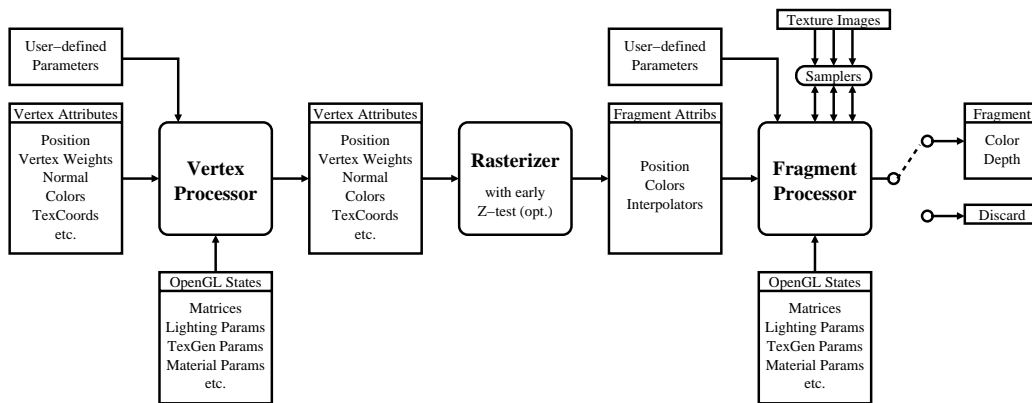 User−defined
Parameters
Vertex Attributes
Position
Vertex Weights
Normal
Colors
TexCoords
etc.
Vertex
Processor
OpenGL States
Matrices
Lighting Params
TexGen Params
Material Params
etc.
Vertex Attributes
Position
Vertex Weights
Normal
Colors
TexCoords
etc.
Rasterizer
with early
Z−test (opt.)
User−defined
Parameters
Fragment Attribs
Position
Colors
Interpolators
Texture Images
Samplers
Fragment
Processor
OpenGL States
Matrices
Lighting Params
TexGen Params
Material Params
etc.
Fragment
Color
Depth
Discard